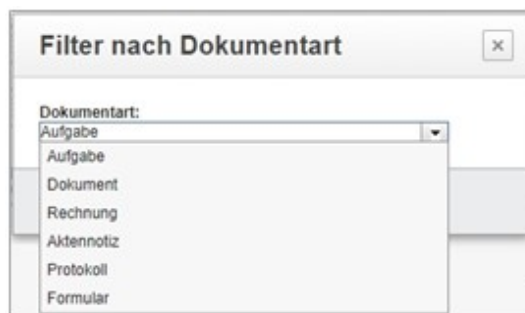 Filter nach Dokumentart
Dokumentart:
Aufgabe
Aufgabe
Dokument
Rechnung
Aktennotiz
Protokoll
Formular